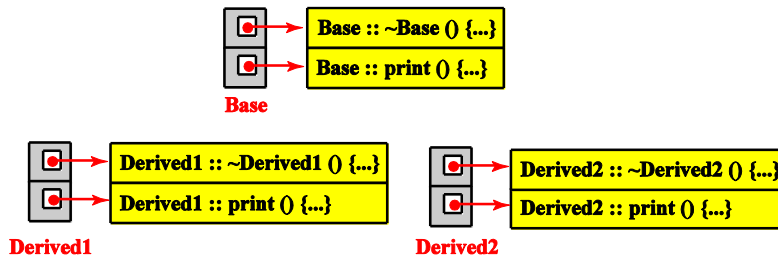 Base :: ~Base () {...}
Base :: print () {...}
Base
Derived1 :: ~Derived1 () {...}
Derived1 :: print () {...}
Derived1
Derived2 :: ~Derived2 () {...}
Derived2 :: print () {...}
Derived2